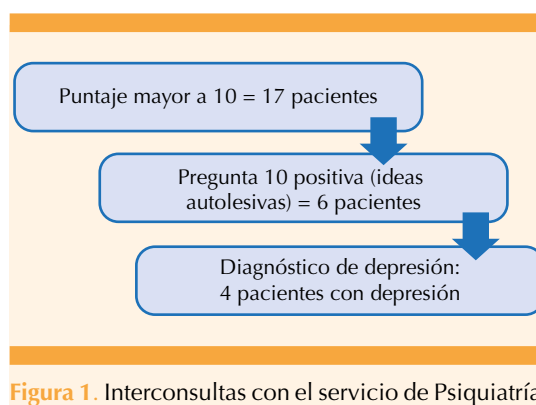 Puntaje mayor a 10 = 17 pacientes
Pregunta 10 positiva (ideas
autolesivas) = 6 pacientes
Diagnóstico de depresión:
4 pacientes con depresión
Figura 1. Interconsultas con el servicio de Psiquiatría